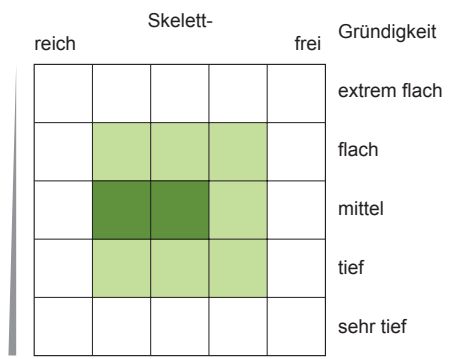 Skelett-
reich frei Gründigkeit
extrem flach
flach
mittel
tief
sehr tief